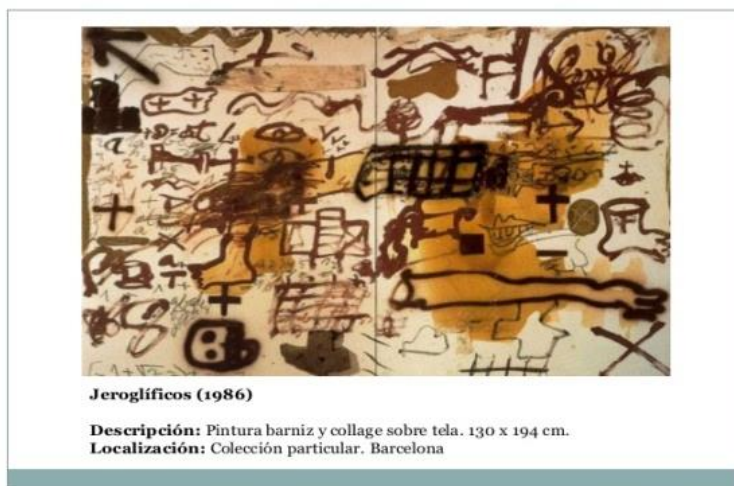 Jeroglíficos (1986)
Descripción: Pintura barniz y collage sobre tela. 130 x 194 cm.
Localización: Colección particular. Barcelona